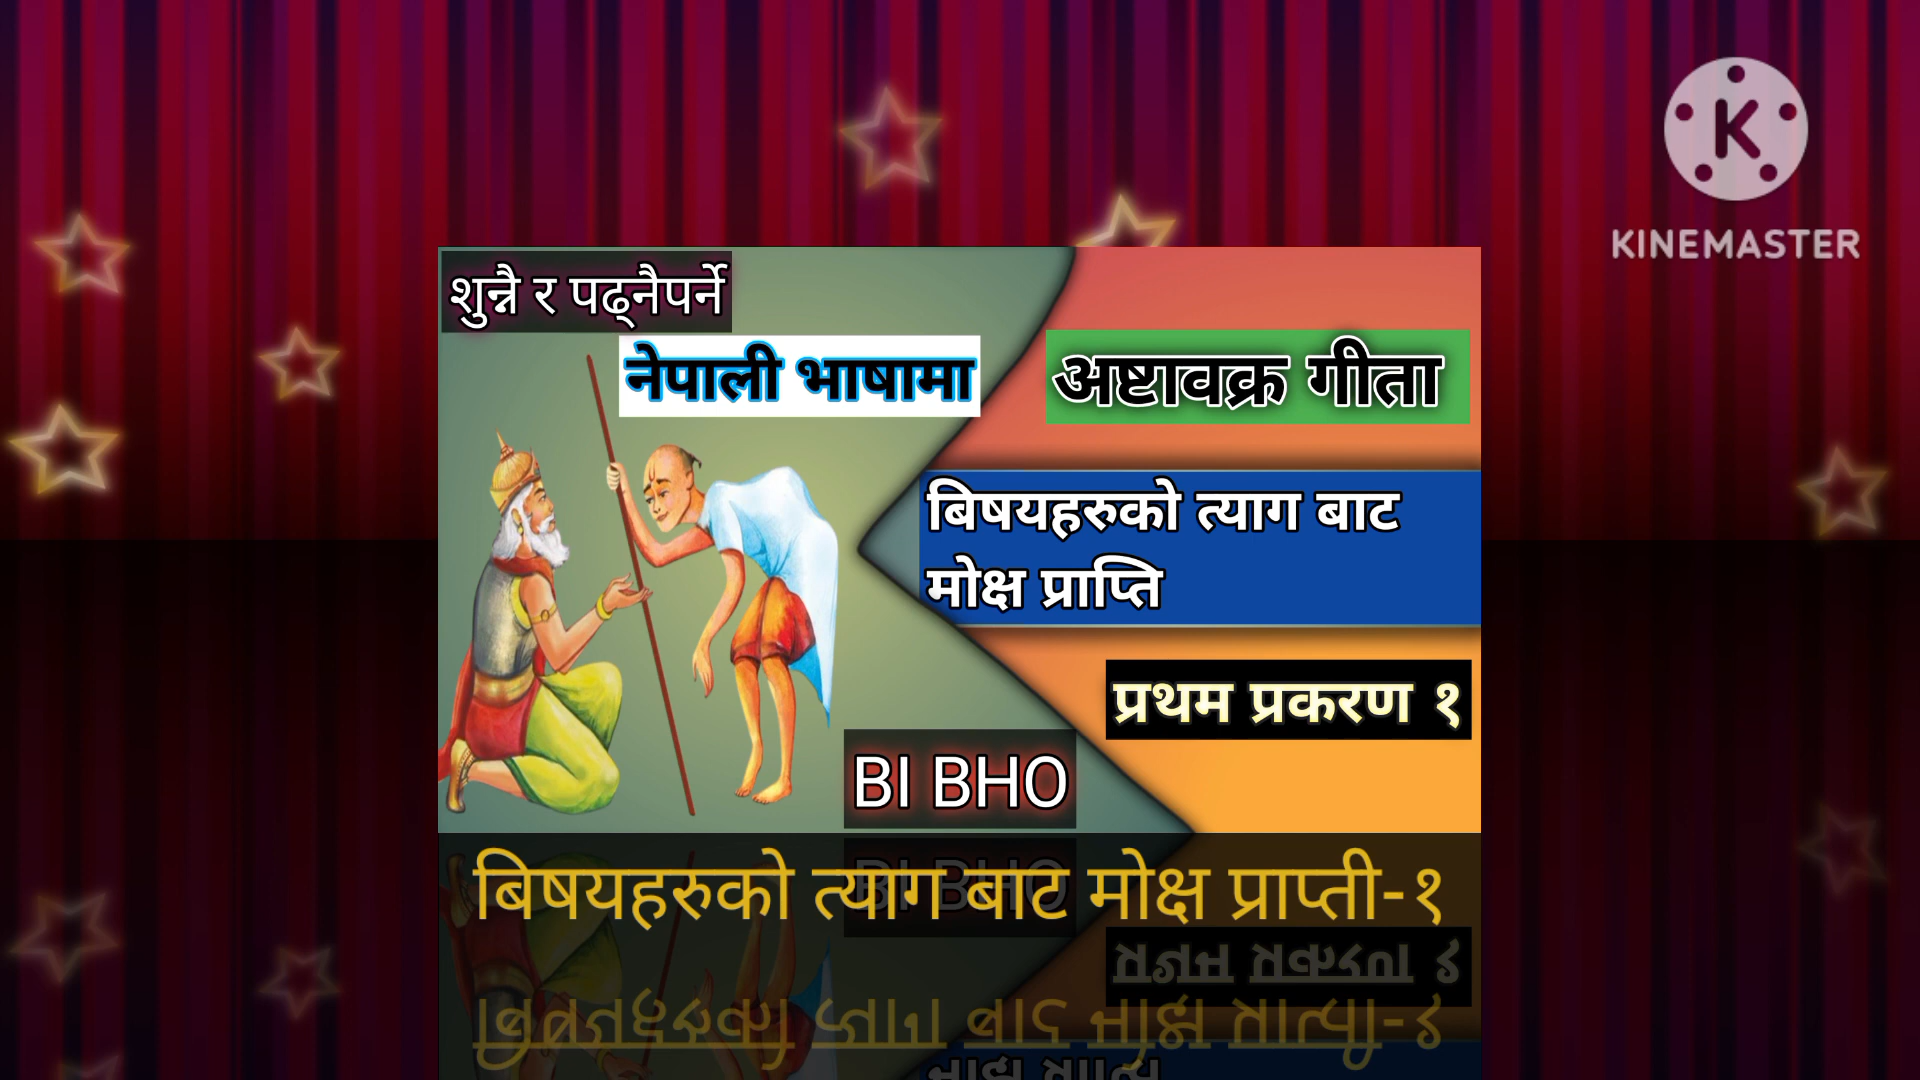 KINEMASTER
शुन्नै र पढ्नैपर्ने
नेपाली भाषामा
अष्टावक्र गीता
बिषयहरुको त्याग बाट
मोक्ष प्राप्ति
प्रथम प्रकरण १
BI BHO
बिषयहरुको त्याग बाट मोक्ष प्राप्ती-१